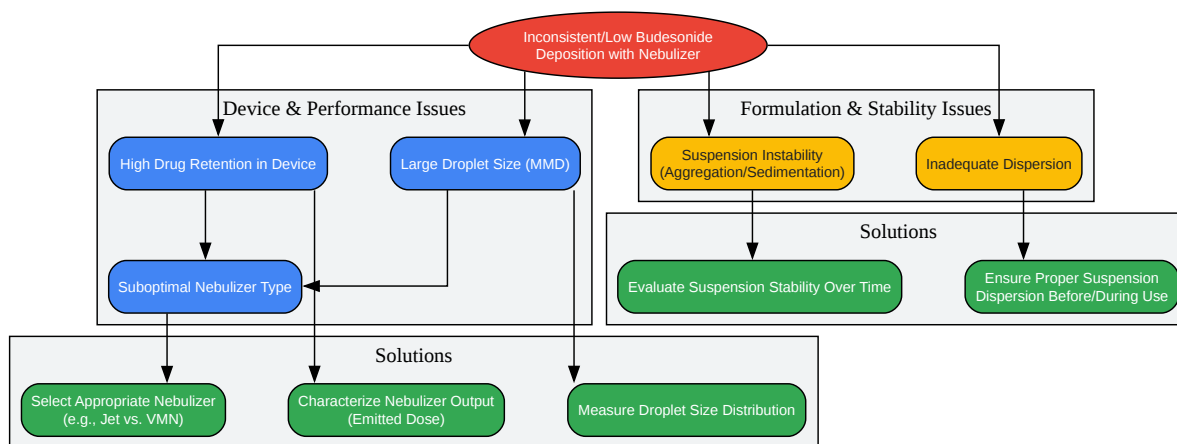 Inconsistent/Low Budesonide
Deposition with Nebulizer
Device & Performance Issues
High Drug Retention in Device
Large Droplet Size (MMD)
Suboptimal Nebulizer Type
Formulation & Stability Issues
Suspension Instability
(Aggregation/Sedimentation)
Inadequate Dispersion
Solutions
Evaluate Suspension Stability Over Time
Ensure Proper Suspension
Dispersion Before/During Use
Solutions
Select Appropriate Nebulizer
(e.g., Jet vs. VMN)
Characterize Nebulizer Output
(Emitted Dose)
Measure Droplet Size Distribution